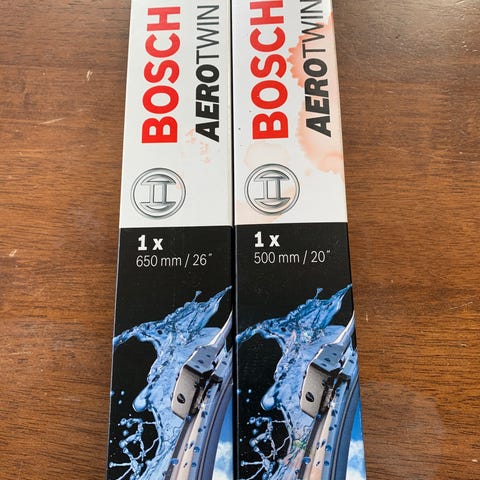 BOSCH
AEROTWIN
1 x
650 mm / 26"
BOSCH
AEROTWIN
1 x
500 mm / 20"